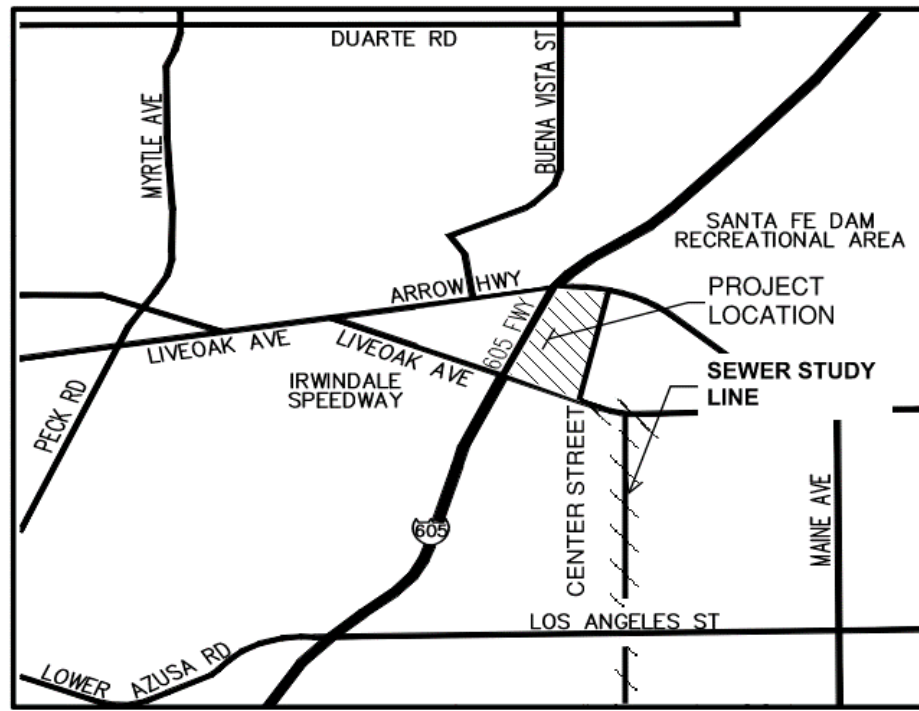 DUARTE RD
MYRTLE AVE
BUENA VISTA ST
SANTA FE DAM
RECREATIONAL AREA
ARROW HWY
PROJECT
LOCATION
605 FWY
LIVEOAK AVE
LIVEOAK AVE
IRWINDALE
SPEEDWAY
SEWER STUDY
LINE
PECK RD
CENTER STREET
MAINE AVE
605
LOS ANGELES ST
LOWER AZUSA RD